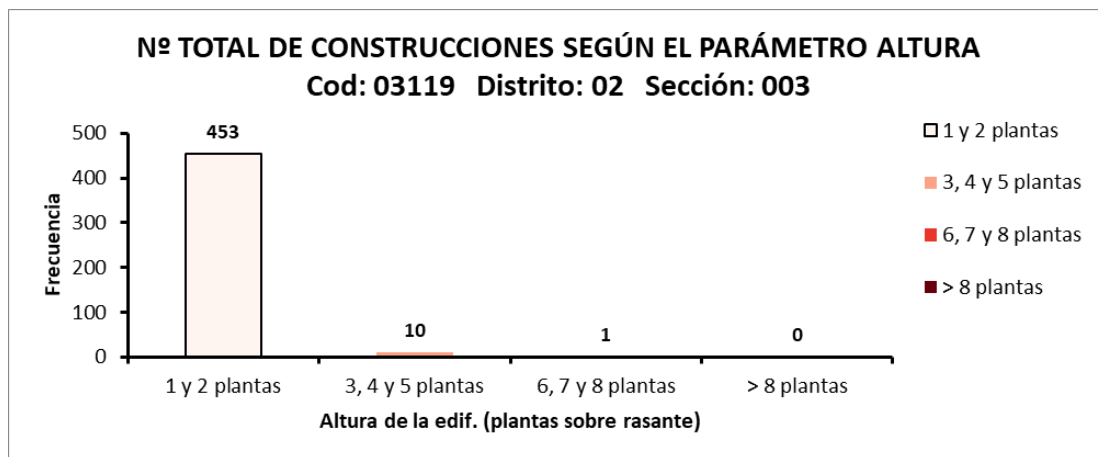 Nº TOTAL DE CONSTRUCCIONES SEGÚN EL PARÁMETRO ALTURA
Cod: 03119   Distrito: 02   Sección: 003
Frecuencia
500
400
300
200
100
0
453
10
1
0
1 y 2 plantas
3, 4 y 5 plantas
6, 7 y 8 plantas
> 8 plantas
Altura de la edif. (plantas sobre rasante)
1 y 2 plantas
3, 4 y 5 plantas
6, 7 y 8 plantas
> 8 plantas